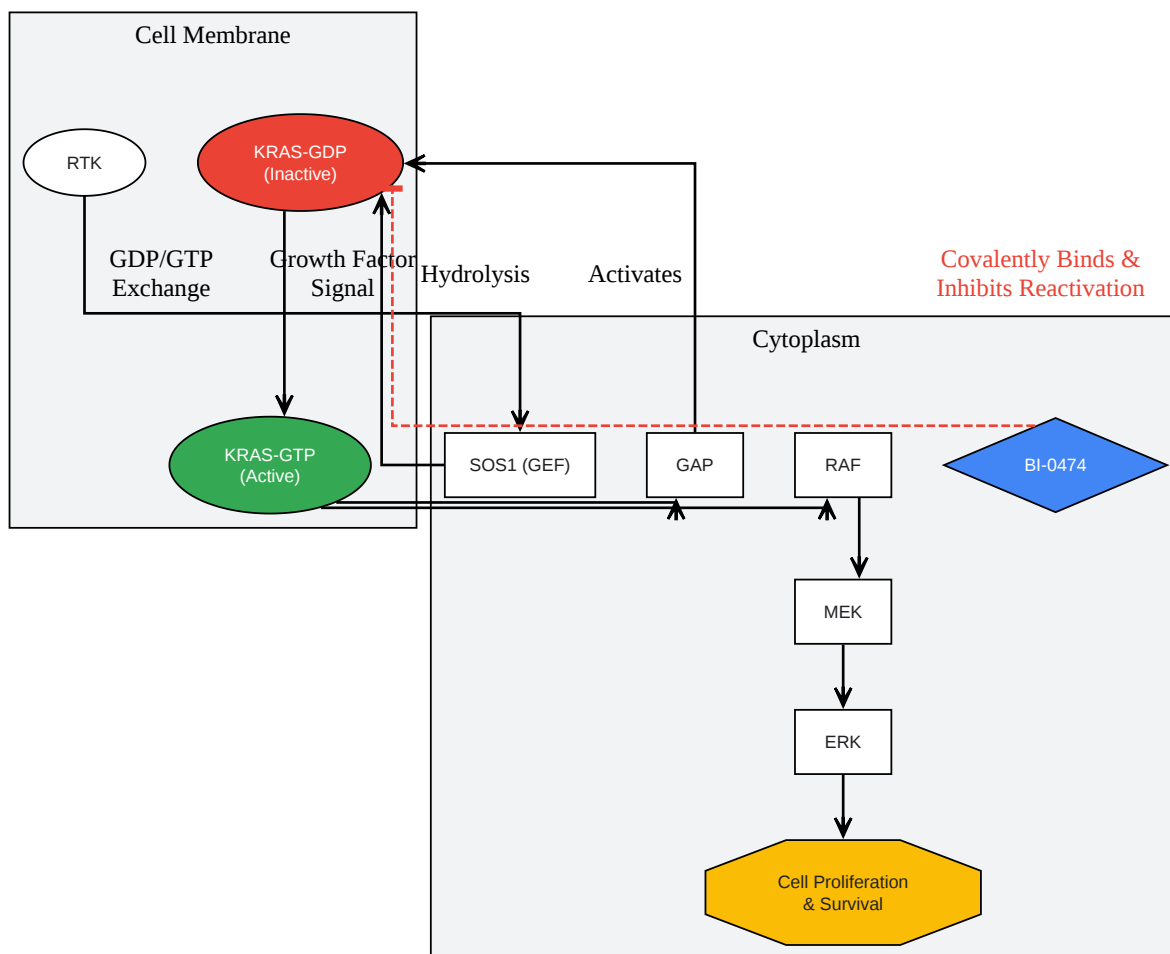 Cell Membrane
RTK
KRAS-GDP
(Inactive)
GDP/GTP
Exchange
Growth Factor
Signal
Hydrolysis
Activates
Covalently Binds &
Inhibits Reactivation
Cytoplasm
KRAS-GTP
(Active)
SOS1 (GEF)
GAP
RAF
BI-0474
MEK
ERK
Cell Proliferation
& Survival